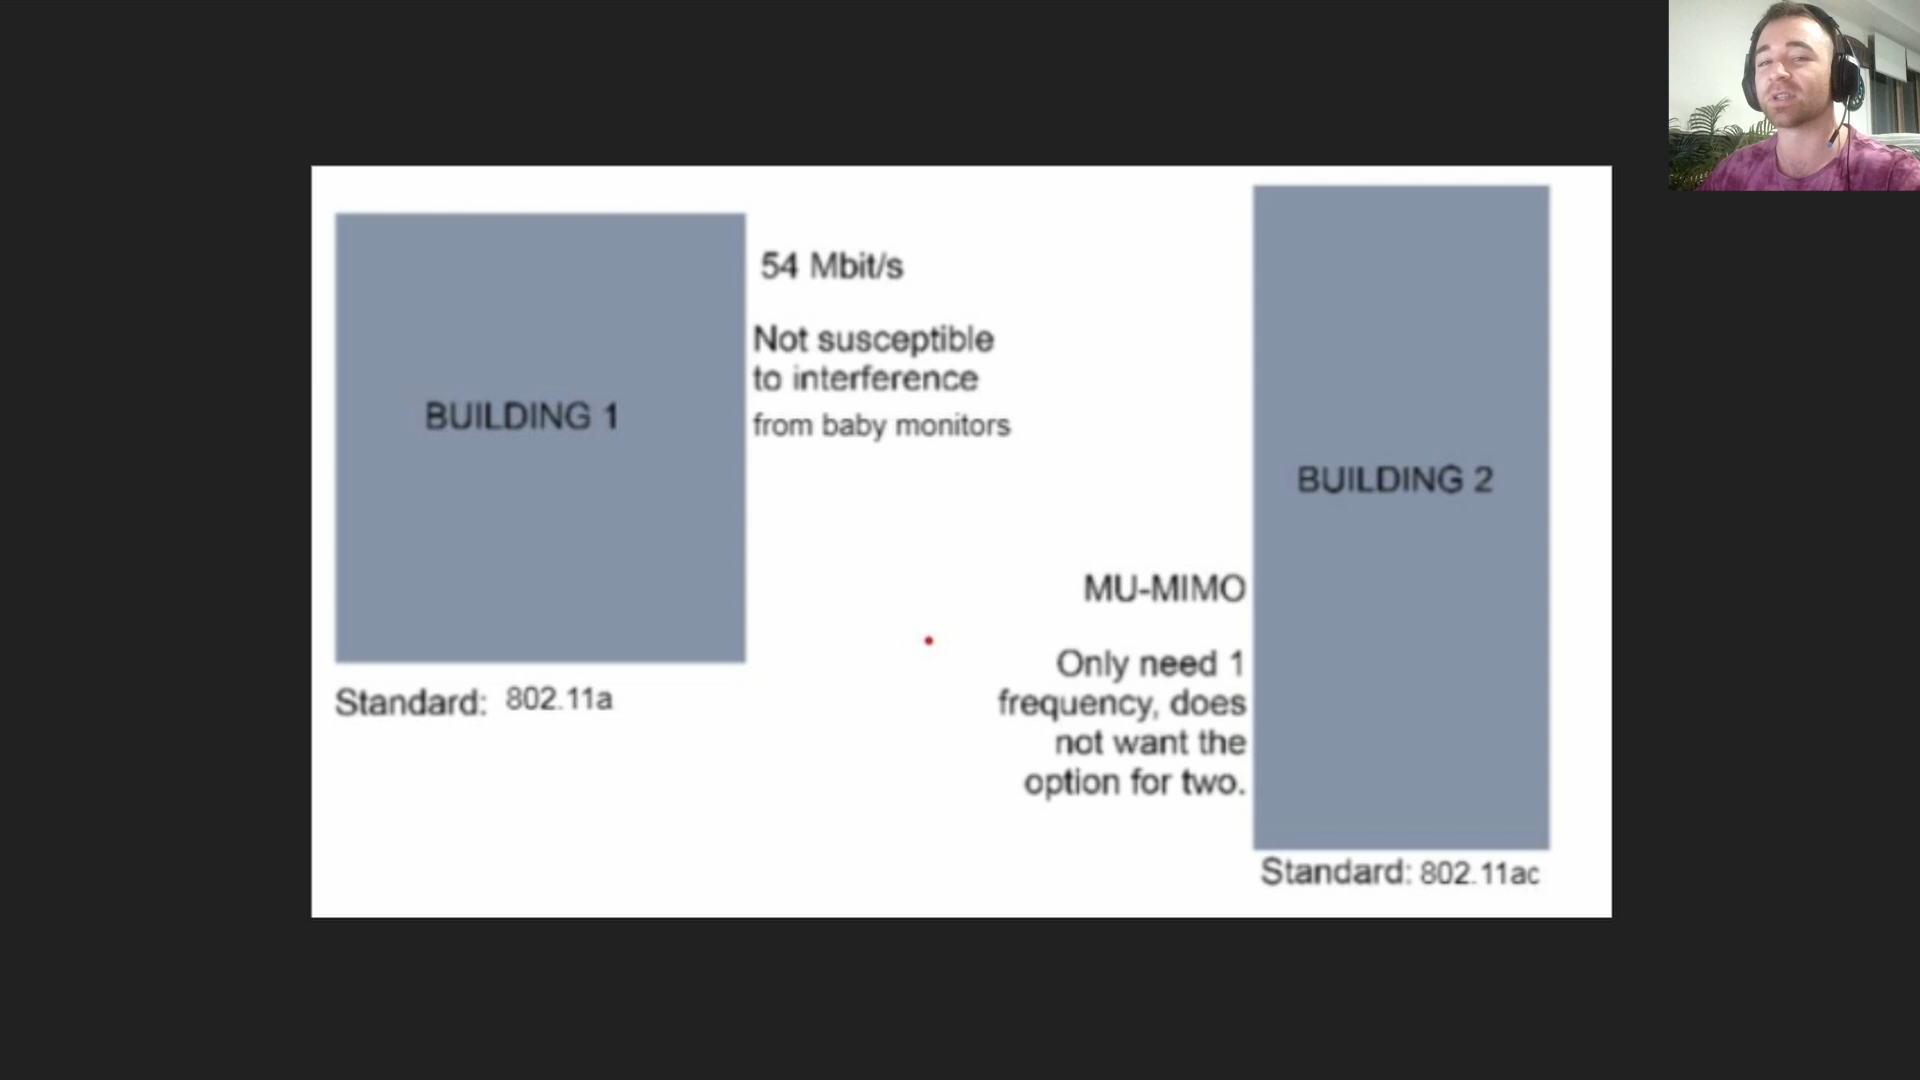 54 Mbit/s
Not susceptible
to interference
from baby monitors
BUILDING 1
Standard: 802.11a
BUILDING 2
MU-MIMO
Only need 1
frequency, does
not want the
option for two.
Standard: 802.11ac